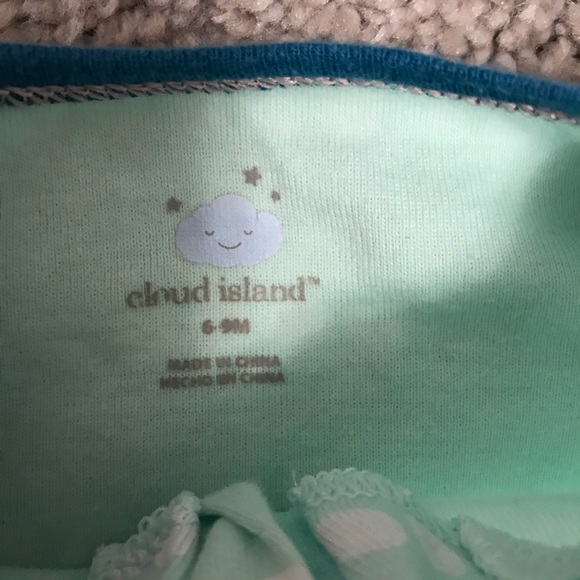 cloud island™
6-9M
MADE IN CHINA
HECHO EN CHINA